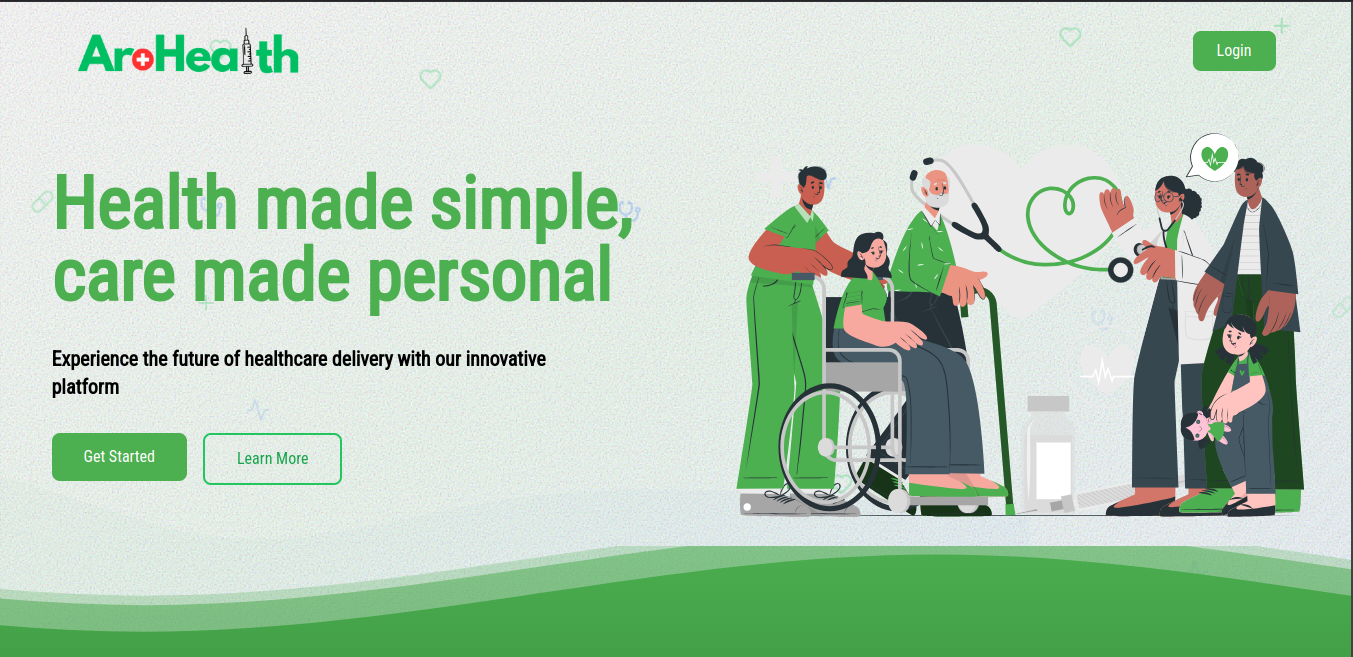 AroHealth
Login
Health made simple,
care made personal
Experience the future of healthcare delivery with our innovative
platform
Get Started
Learn More